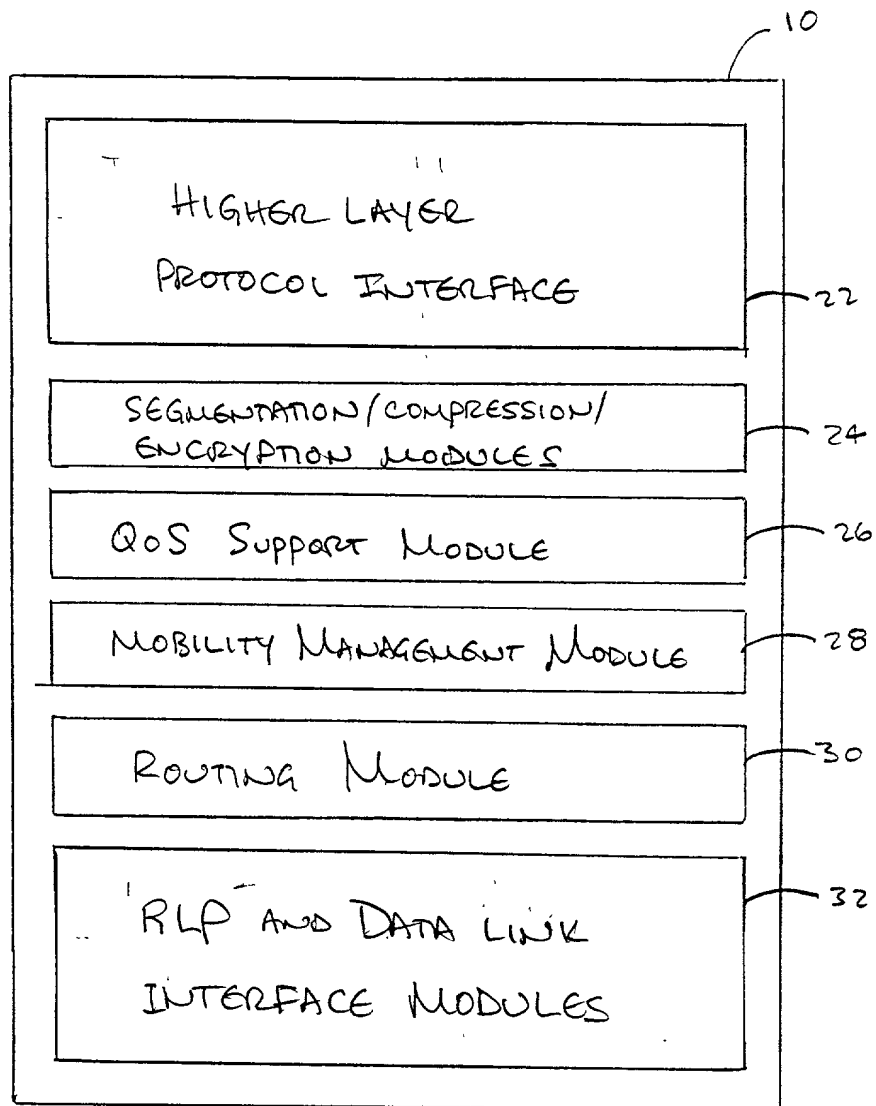 10
HIGHER LAYER
PROTOCOL INTERFACE
22
SEGMENTATION/COMPRESSION/
ENCRYPTION MODULES
24
QoS SUPPORT MODULE
26
MOBILITY MANAGEMENT MODULE
28
ROUTING MODULE
30
RLP AND DATA LINK
INTERFACE MODULES
32